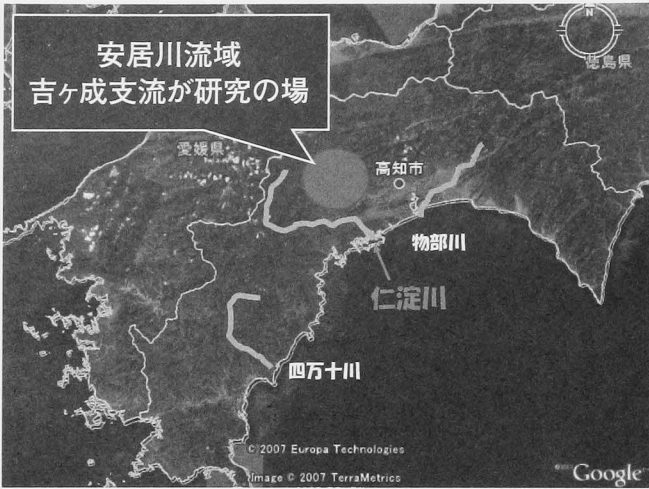 安居川流域
吉ヶ成支流が研究の場
N
徳島県
愛媛県
高知市
物部川
仁淀川
四万十川
© 2007 Europa Technologies
Image © 2007 TerraMetrics
Google